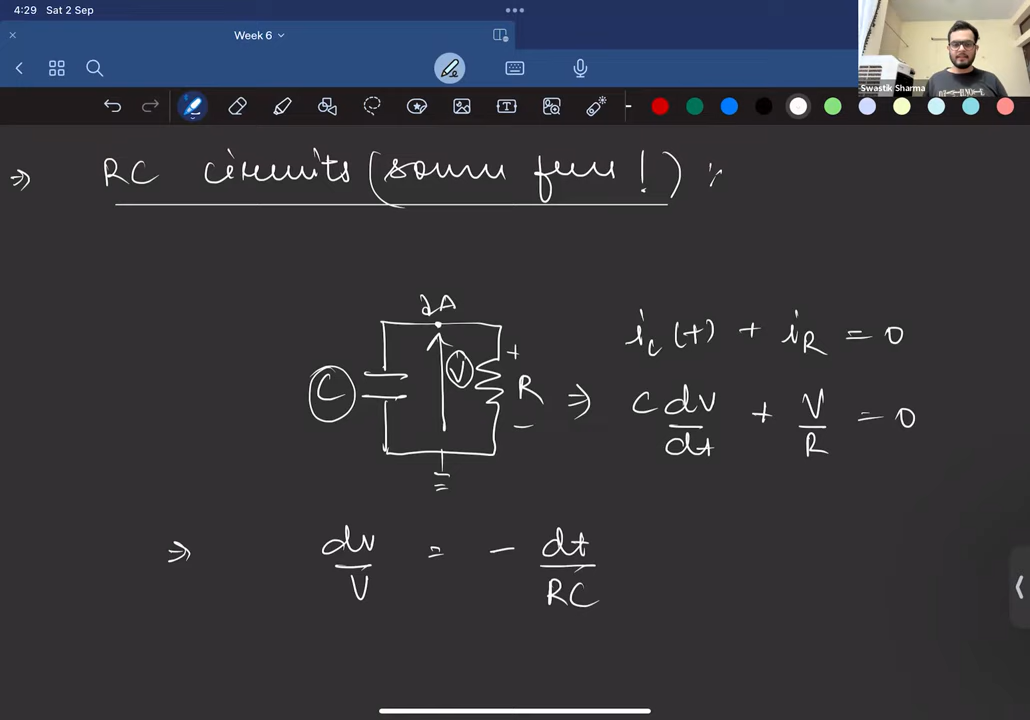 4:29 Sat 2 Sep
Week 6
Swastik Sharma
⇒ RC circuits (some fun!) :
2A
i_c(t) + i_R = 0
C V + R -
⇒ C dv/dt + V/R = 0
⇒ dv/V = - dt/RC